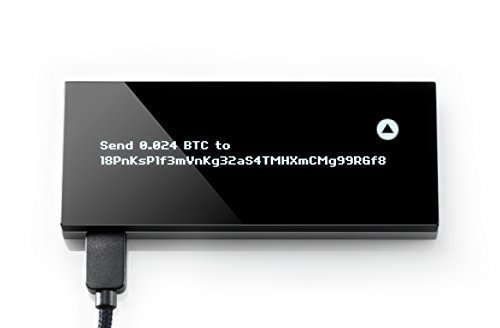 Send 0.024 BTC to
18PnKsP1f3mVnKg32aS4TMHXmCMg99RGf8